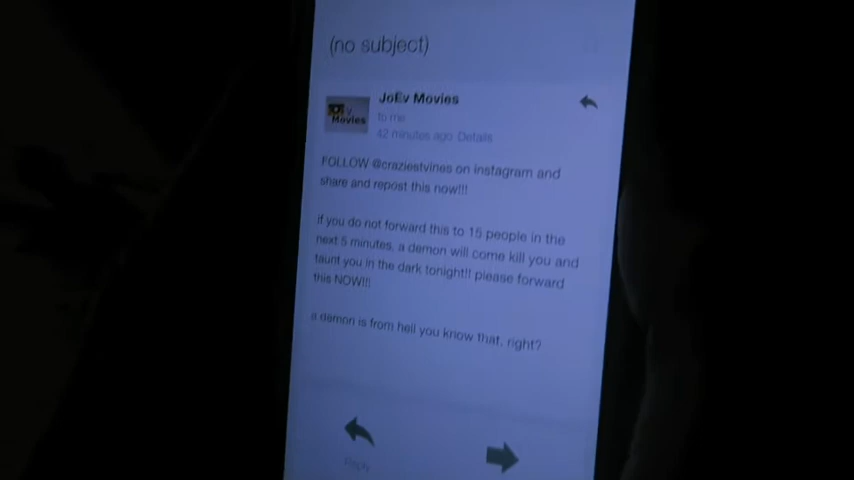 (no subject)
JoEv Movies
to me
42 minutes ago Details
FOLLOW @craziestvines on instagram and
share and repost this now!!!
if you do not forward this to 15 people in the
next 5 minutes, a demon will come kill you and
taunt you in the dark tonight!! please forward
this NOW!!!
a demon is from hell you know that, right?
Reply